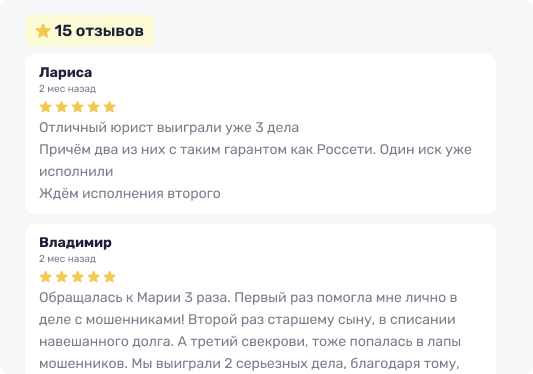 15 отзывов
Лариса
2 мес назад
Отличный юрист выиграли уже 3 дела
Причём два из них с таким гарантом как Россети. Один иск уже
исполнили
Ждём исполнения второго
Владимир
2 мес назад
Обращалась к Марии 3 раза. Первый раз помогла мне лично в
деле с мошенниками! Второй раз старшему сыну, в списании
навешанного долга. А третий свекрови, тоже попалась в лапы
мошенников. Мы выиграли 2 серьезных дела, благодаря тому,